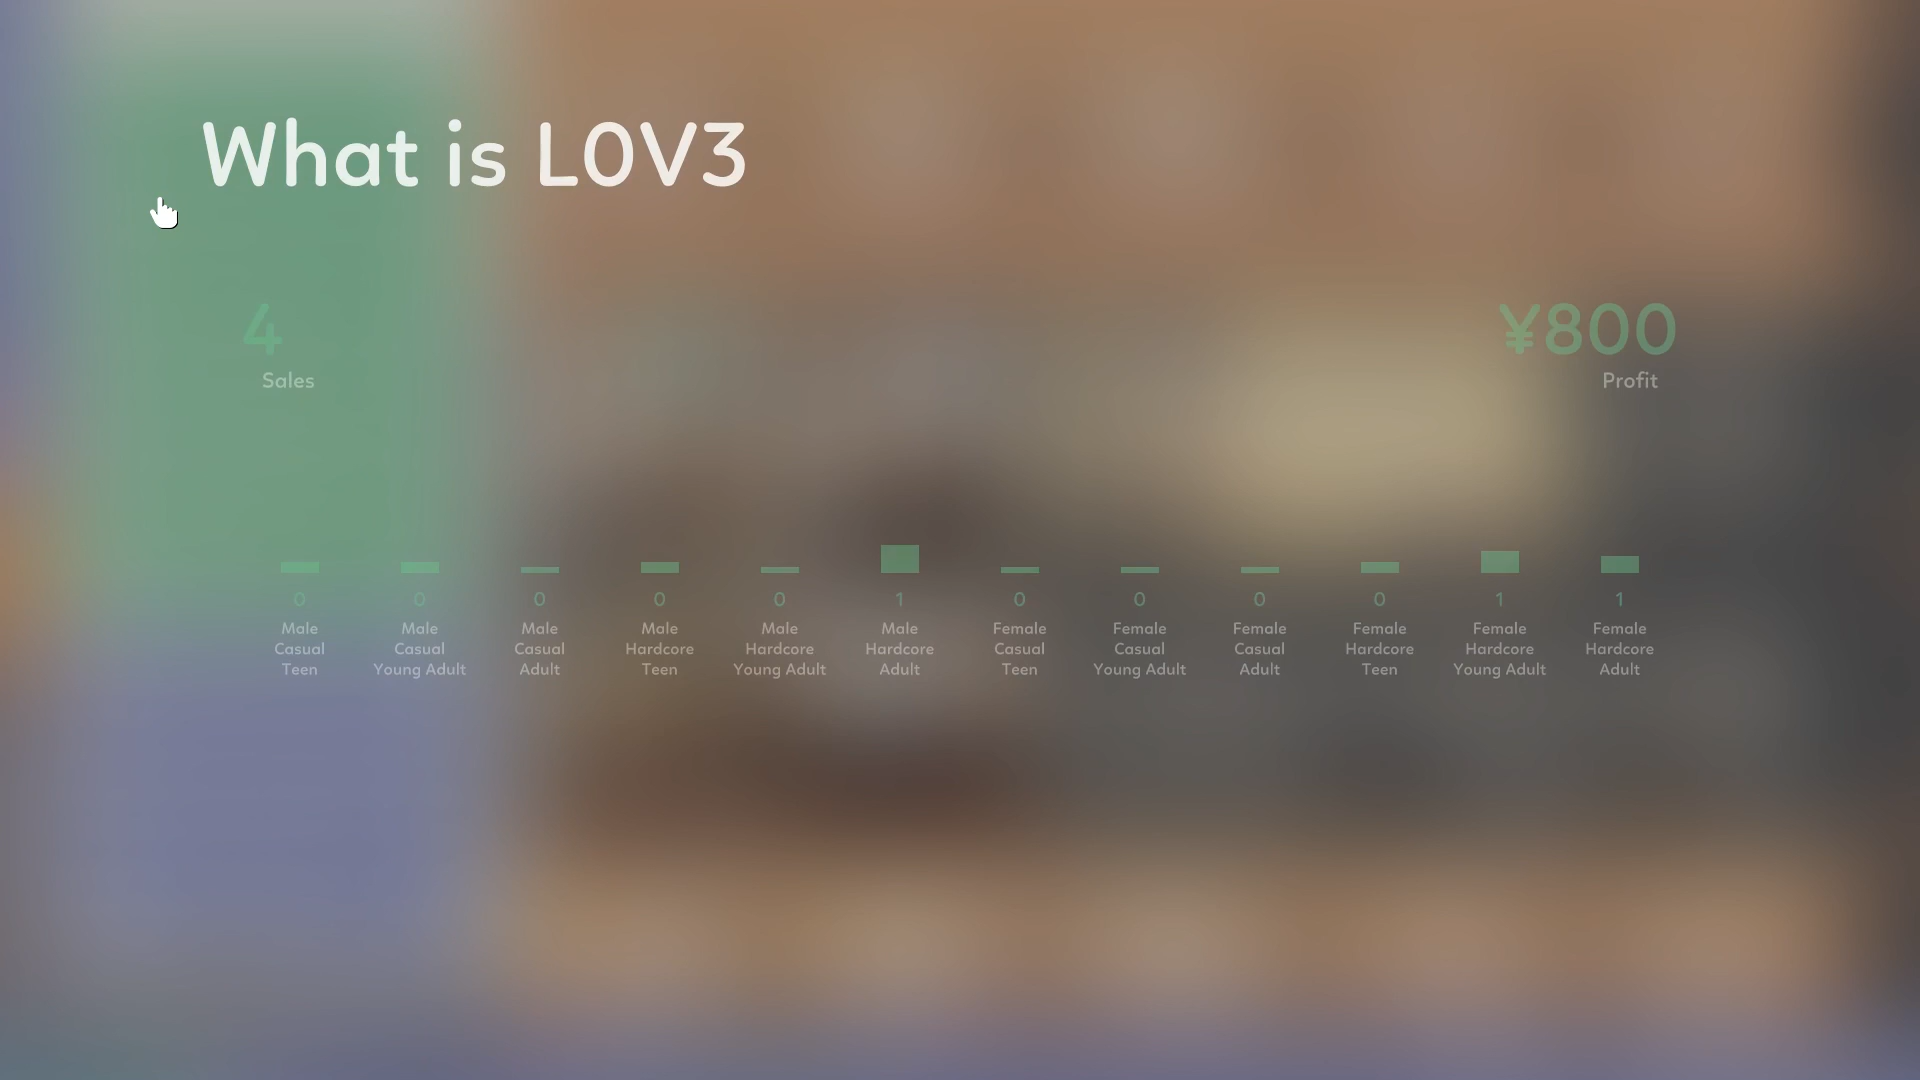 What is L0V3
4
Sales
¥800
Profit
0 0 0 0 0 1 0 0 0 0 1 1
Male Male Male Male Male Male Female Female Female Female Female Female
Casual Casual Casual Hardcore Hardcore Hardcore Casual Casual Casual Hardcore Hardcore Hardcore
Teen Young Adult Adult Teen Young Adult Adult Teen Young Adult Adult Teen Young Adult Adult